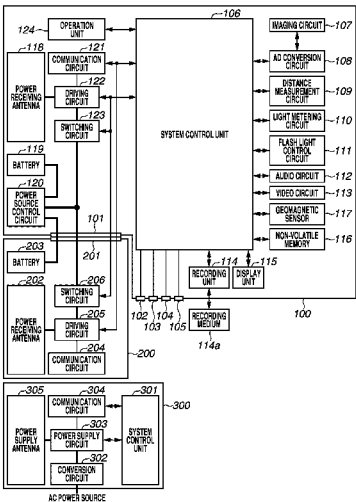 106
124
OPERATION UNIT
118
121
COMMUNICATION CIRCUIT
POWER RECEIVING ANTENNA
122
DRIVING CIRCUIT
123
SWITCHING CIRCUIT
119
BATTERY
120
POWER SOURCE CONTROL CIRCUIT
101
201
SYSTEM CONTROL UNIT
IMAGING CIRCUIT
107
AD CONVERSION CIRCUIT
108
DISTANCE MEASUREMENT CIRCUIT
109
LIGHT METERING CIRCUIT
110
FLASH LIGHT CONTROL CIRCUIT
111
AUDIO CIRCUIT
112
VIDEO CIRCUIT
113
GEOMAGNETIC SENSOR
117
NON-VOLATILE MEMORY
116
203
BATTERY
202
POWER RECEIVING ANTENNA
206
SWITCHING CIRCUIT
205
DRIVING CIRCUIT
204
COMMUNICATION CIRCUIT
200
102
103
104
105
114
RECORDING UNIT
115
DISPLAY UNIT
100
RECORDING MEDIUM
114a
305
POWER SUPPLY ANTENNA
304
COMMUNICATION CIRCUIT
303
POWER SUPPLY CIRCUIT
302
CONVERSION CIRCUIT
301
SYSTEM CONTROL UNIT
300
AC POWER SOURCE